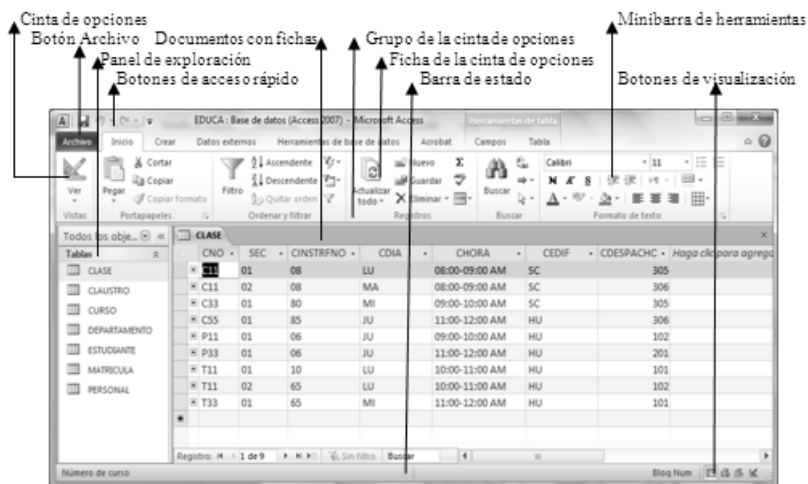 Cinta de opciones
Minibarra de herramientas
Botón Archivo Documentos con fichas Grupo de la cinta de opciones
Panel de exploración Ficha de la cinta de opciones
Botones de acceso rápido Barra de estado Botones de visualización
EDUCA : Base de datos (Access 2007) - Microsoft Access Herramientas de tabla
Archivo Inicio Crear Datos externos Herramientas de base de datos Acrobat Campos Tabla
Cortar Ascendente Nuevo Σ Calibri 11
Copiar Descendente Guardar N K S
Ver Pegar Copiar formato Filtro Quitar orden Actualizar todo Eliminar Buscar A
Vistas Portapapeles Ordenar y filtrar Registros Buscar Formato de texto
Todos los obje... « CLASE ×
Tablas CNO SEC CINSTRFNO CDIA CHORA CEDIF CDESPACHC Haga clic para agrega
CLASE C11 01 08 LU 08:00-09:00 AM SC 305
CLAUSTRO C11 02 08 MA 08:00-09:00 AM SC 306
CURSO C33 01 80 MI 09:00-10:00 AM SC 305
DEPARTAMENTO C55 01 85 JU 11:00-12:00 AM HU 306
ESTUDIANTE P11 01 06 JU 09:00-10:00 AM HU 102
MATRICULA P33 01 06 JU 11:00-12:00 AM HU 201
PERSONAL T11 01 10 LU 10:00-11:00 AM HU 101
T11 02 65 LU 10:00-11:00 AM HU 102
T33 01 65 MI 11:00-12:00 AM HU 101
Registro: 1 de 9 Sin filtro Buscar
Número de curso Bloq Num